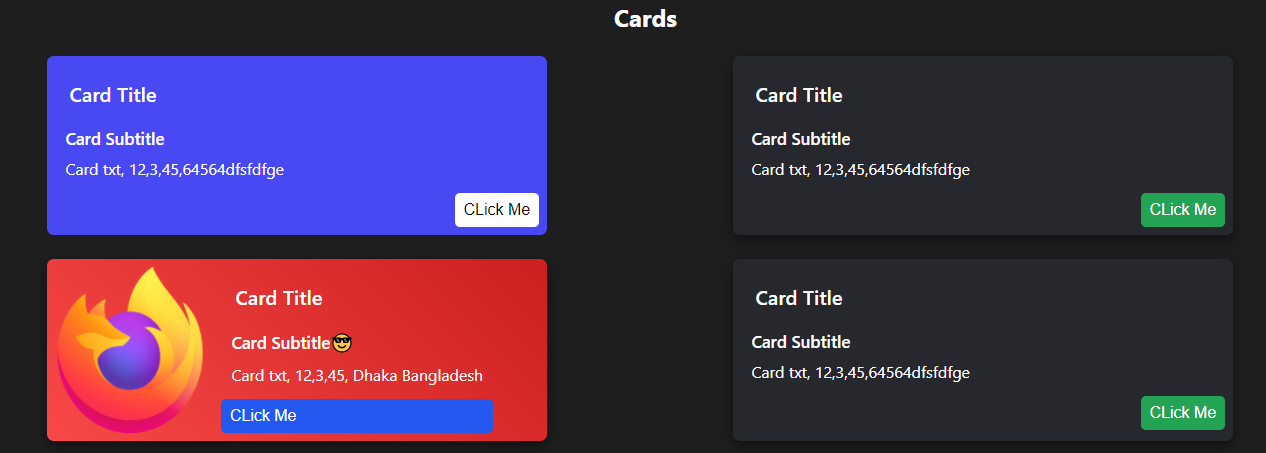 Cards
Card Title
Card Subtitle
Card txt, 12,3,45,64564dfsfdfge
CLick Me
Card Title
Card Subtitle
Card txt, 12,3,45,64564dfsfdfge
CLick Me
Card Title
Card Subtitle😎
Card txt, 12,3,45, Dhaka Bangladesh
CLick Me
Card Title
Card Subtitle
Card txt, 12,3,45,64564dfsfdfge
CLick Me